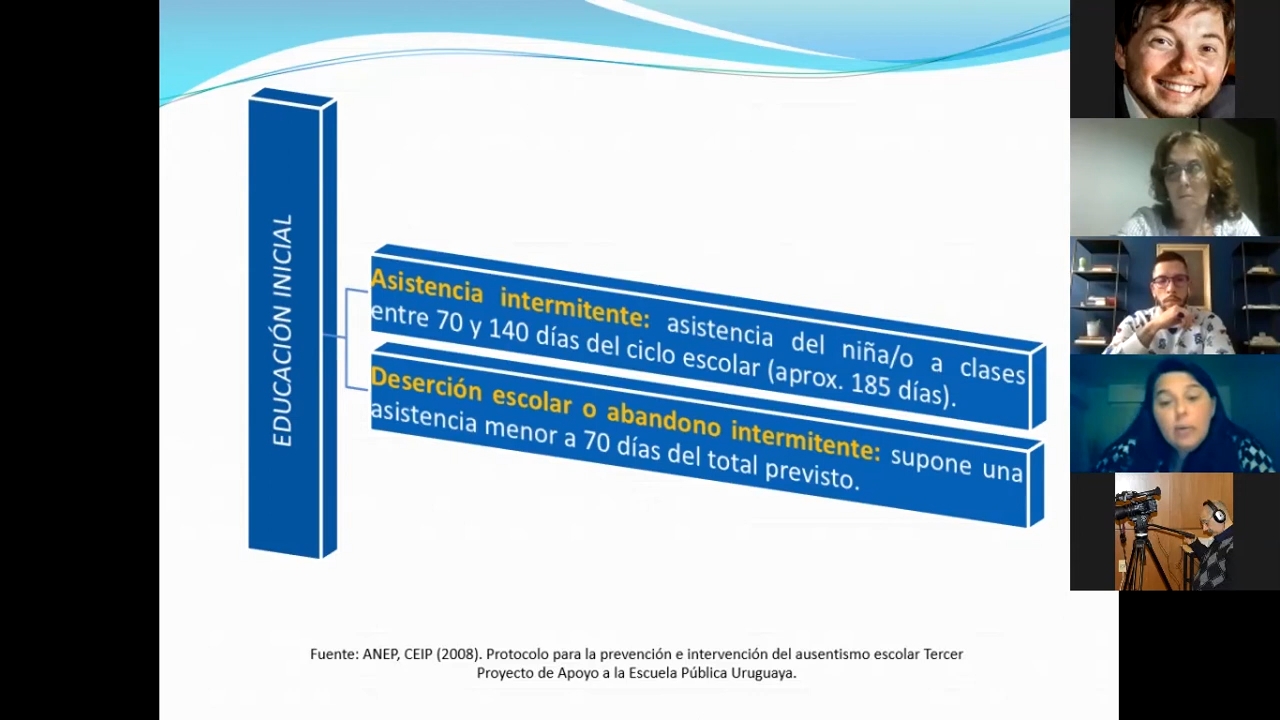 EDUCACIÓN INICIAL
Asistencia intermitente: asistencia del niña/o a clases
entre 70 y 140 días del ciclo escolar (aprox. 185 días).
Deserción escolar o abandono intermitente: supone una
asistencia menor a 70 días del total previsto.
Fuente: ANEP, CEIP (2008). Protocolo para la prevención e intervención del ausentismo escolar Tercer
Proyecto de Apoyo a la Escuela Pública Uruguaya.